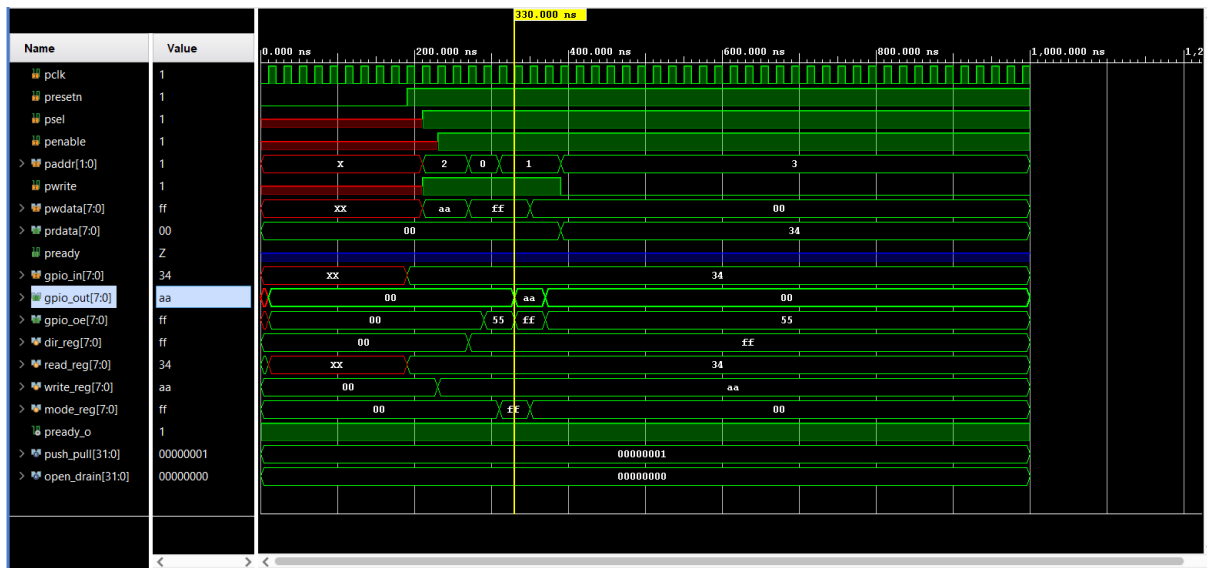 330.000 ns
Name Value 0.000 ns 200.000 ns 400.000 ns 600.000 ns 800.000 ns 1,000.000 ns 1,2
pclk 1
presetn 1
psel 1
penable 1
paddr[1:0] 1 X 2 0 1 3
pwrite 1
pwdata[7:0] ff XX aa ff 00
prdata[7:0] 00 00 34
pready Z
gpio_in[7:0] 34 XX 34
gpio_out[7:0] aa 00 aa 00
gpio_oe[7:0] ff 00 55 ff 55
dir_reg[7:0] ff 00 ff
read_reg[7:0] 34 XX 34
write_reg[7:0] aa 00 aa
mode_reg[7:0] ff 00 ff 00
pready_o 1
push_pull[31:0] 00000001 00000001
open_drain[31:0] 00000000 00000000